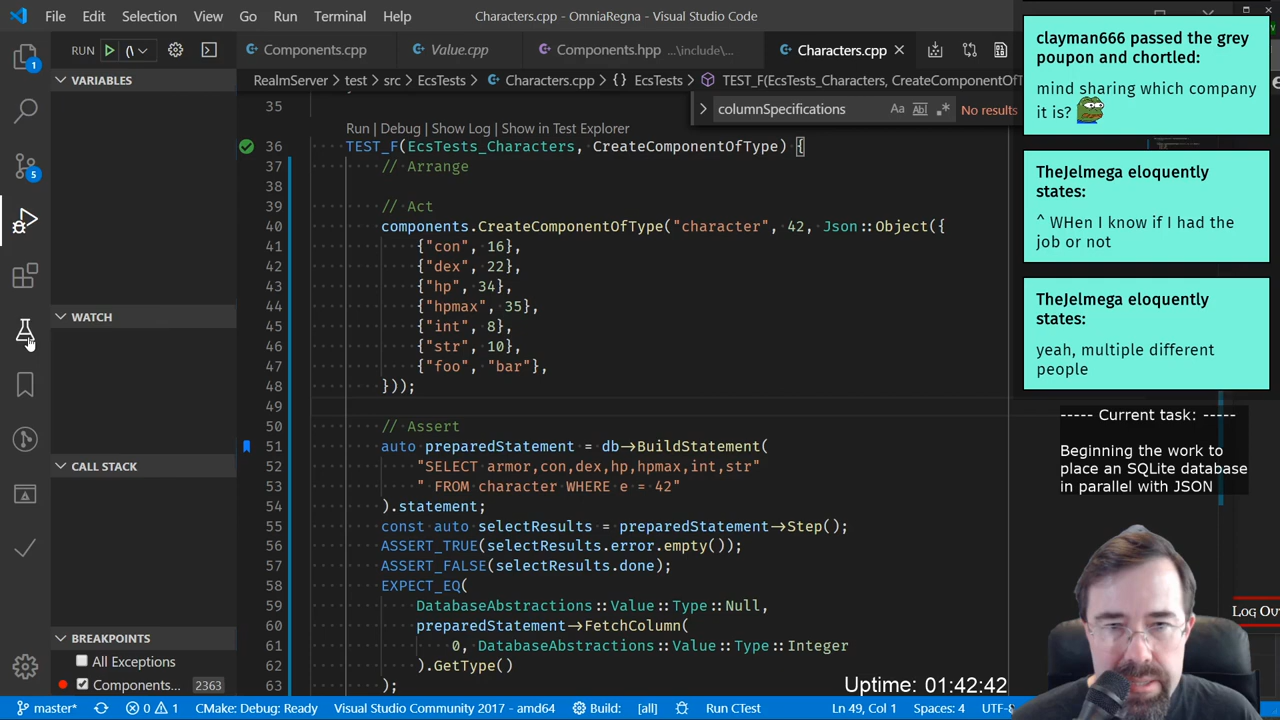 File Edit Selection View Go Run Terminal Help
Characters.cpp - OmniaRegna - Visual Studio Code
RUN
Components.cpp
Value.cpp
Components.hpp ...\include\...
Characters.cpp
VARIABLES
RealmServer > test > src > EcsTests > Characters.cpp > {} EcsTests > TEST_F(EcsTests_Characters, CreateComponentOf
columnSpecifications
No results
35
Run | Debug | Show Log | Show in Test Explorer
36 TEST_F(EcsTests_Characters, CreateComponentOfType) {
37 // Arrange
38
39 // Act
40 components.CreateComponentOfType("character", 42, Json::Object({
41 {"con", 16},
42 {"dex", 22},
43 {"hp", 34},
44 {"hpmax", 35},
45 {"int", 8},
46 {"str", 10},
47 {"foo", "bar"},
48 }));
49
50 // Assert
51 auto preparedStatement = db->BuildStatement(
52 "SELECT armor,con,dex,hp,hpmax,int,str"
53 " FROM character WHERE e = 42"
54 ).statement;
55 const auto selectResults = preparedStatement->Step();
56 ASSERT_TRUE(selectResults.error.empty());
57 ASSERT_FALSE(selectResults.done);
58 EXPECT_EQ(
59 DatabaseAbstractions::Value::Type::Null,
60 preparedStatement->FetchColumn(
61 0, DatabaseAbstractions::Value::Type::Integer
62 ).GetType()
63 );
WATCH
CALL STACK
BREAKPOINTS
All Exceptions
Components... 2363
1
5
clayman666 passed the grey
poupon and chortled:
mind sharing which company
it is?
TheJelmega eloquently
states:
^ WHen I know if I had the
job or not
TheJelmega eloquently
states:
yeah, multiple different
people
----- Current task: -----
Beginning the work to
place an SQLite database
in parallel with JSON
Log Ou
Uptime: 01:42:42
master* 0 1 CMake: Debug: Ready Visual Studio Community 2017 - amd64 Build: [all] Run CTest Ln 49, Col 1 Spaces: 4 UTF-8